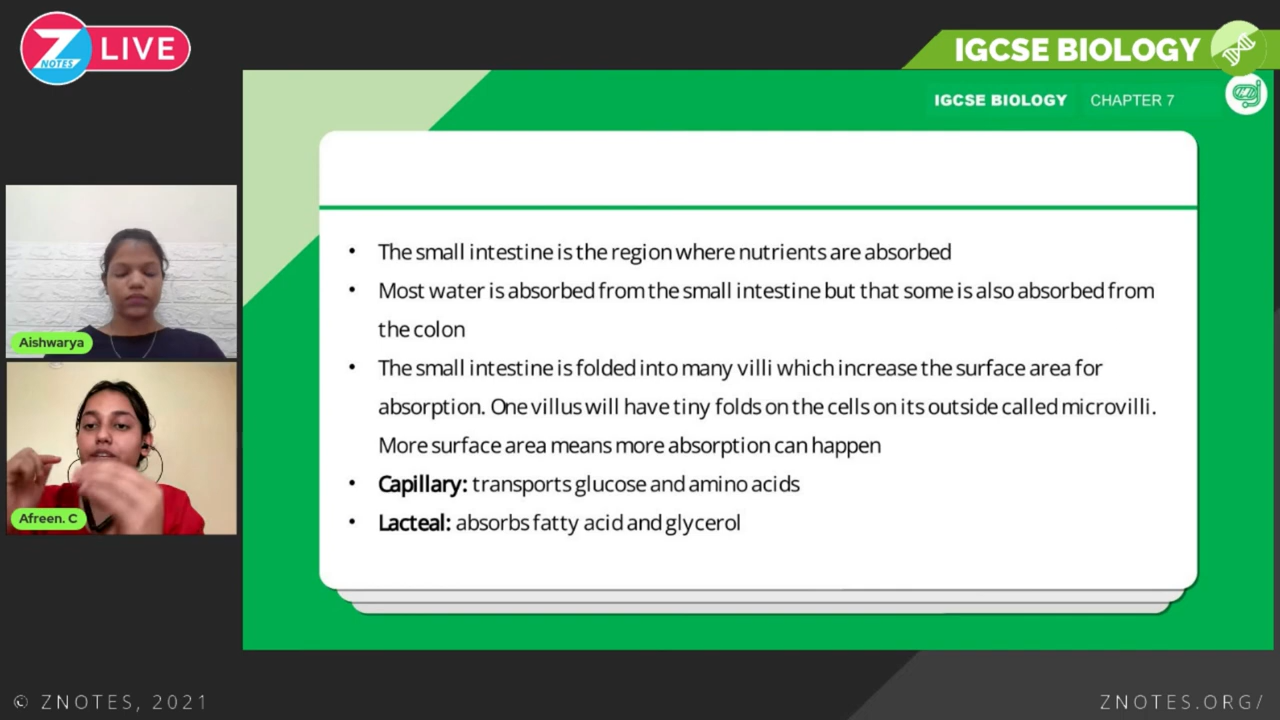 Z NOTES LIVE
IGCSE BIOLOGY
IGCSE BIOLOGY CHAPTER 7
• The small intestine is the region where nutrients are absorbed
• Most water is absorbed from the small intestine but that some is also absorbed from
the colon
• The small intestine is folded into many villi which increase the surface area for
absorption. One villus will have tiny folds on the cells on its outside called microvilli.
More surface area means more absorption can happen
• Capillary: transports glucose and amino acids
• Lacteal: absorbs fatty acid and glycerol
Aishwarya
Afreen. C
© ZNOTES, 2021
ZNOTES.ORG/